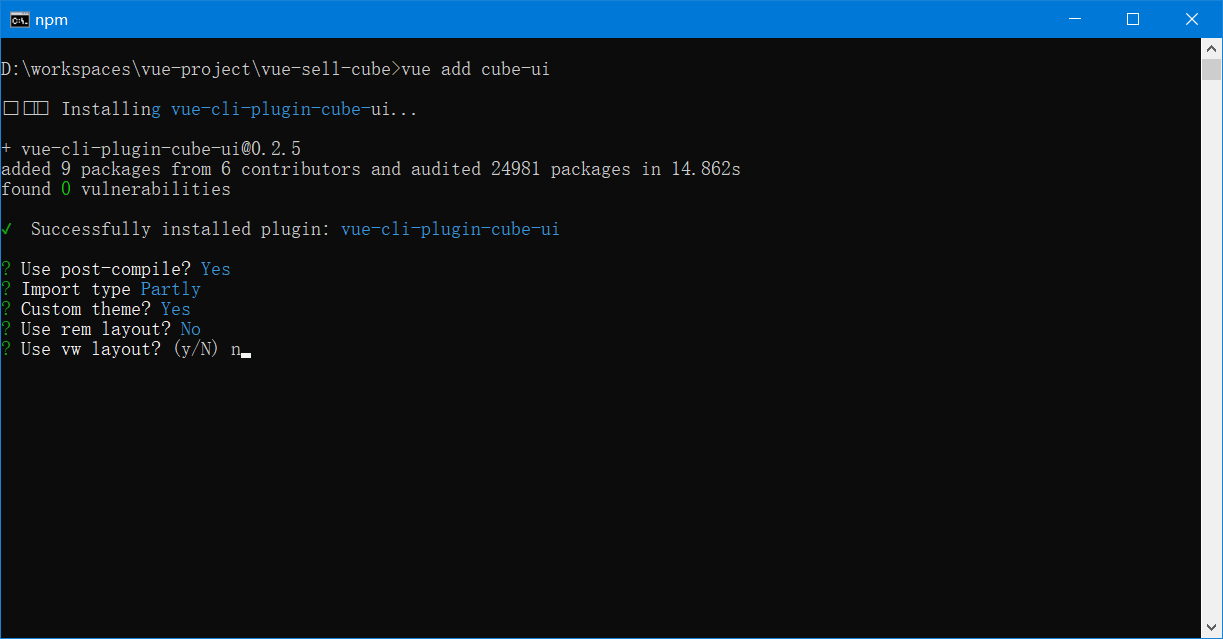 npm
D:\workspaces\vue-project\vue-sell-cube>vue add cube-ui
Installing vue-cli-plugin-cube-ui...
+ vue-cli-plugin-cube-ui@0.2.5
added 9 packages from 6 contributors and audited 24981 packages in 14.862s
found 0 vulnerabilities
✓ Successfully installed plugin: vue-cli-plugin-cube-ui
? Use post-compile? Yes
? Import type Partly
? Custom theme? Yes
? Use rem layout? No
? Use vw layout? (y/N) n